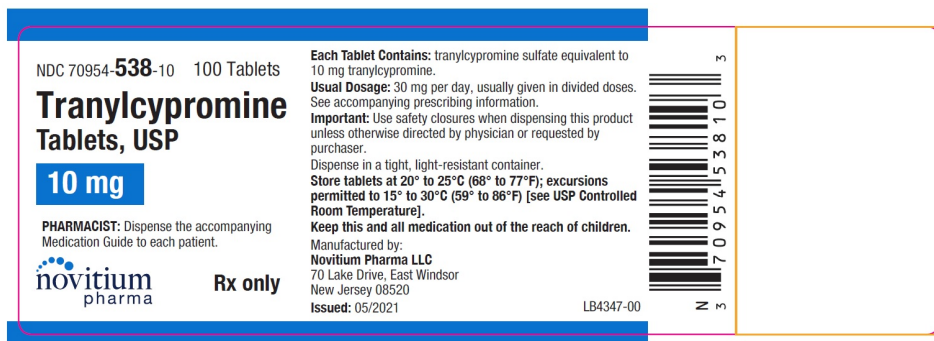 NDC 70954-538-10 100 Tablets
Tranylcypromine
Tablets, USP
10 mg
PHARMACIST: Dispense the accompanying
Medication Guide to each patient.
novitium
pharma
Rx only
Each Tablet Contains: tranylcypromine sulfate equivalent to
10 mg tranylcypromine.
Usual Dosage: 30 mg per day, usually given in divided doses.
See accompanying prescribing information.
Important: Use safety closures when dispensing this product
unless otherwise directed by physician or requested by
purchaser.
Dispense in a tight, light-resistant container.
Store tablets at 20° to 25°C (68° to 77°F); excursions
permitted to 15° to 30°C (59° to 86°F) [see USP Controlled
Room Temperature].
Keep this and all medication out of the reach of children.
Manufactured by:
Novitium Pharma LLC
70 Lake Drive, East Windsor
New Jersey 08520
Issued: 05/2021 LB4347-00
N
3 70954 53810 3